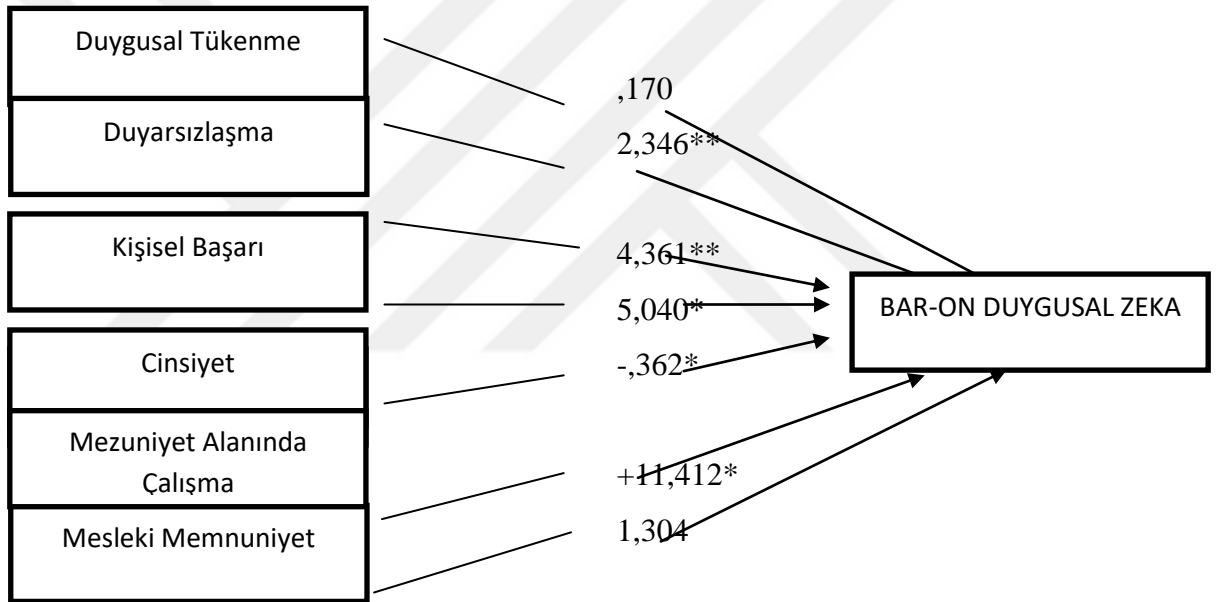 Duygusal Tükenme
Duyarsızlaşma
Kişisel Başarı
Cinsiyet
Mezuniyet Alanında
Çalışma
Mesleki Memnuniyet
,170
2,346**
4,361**
5,040*
-,362*
+11,412*
1,304
BAR-ON DUYGUSAL ZEKA